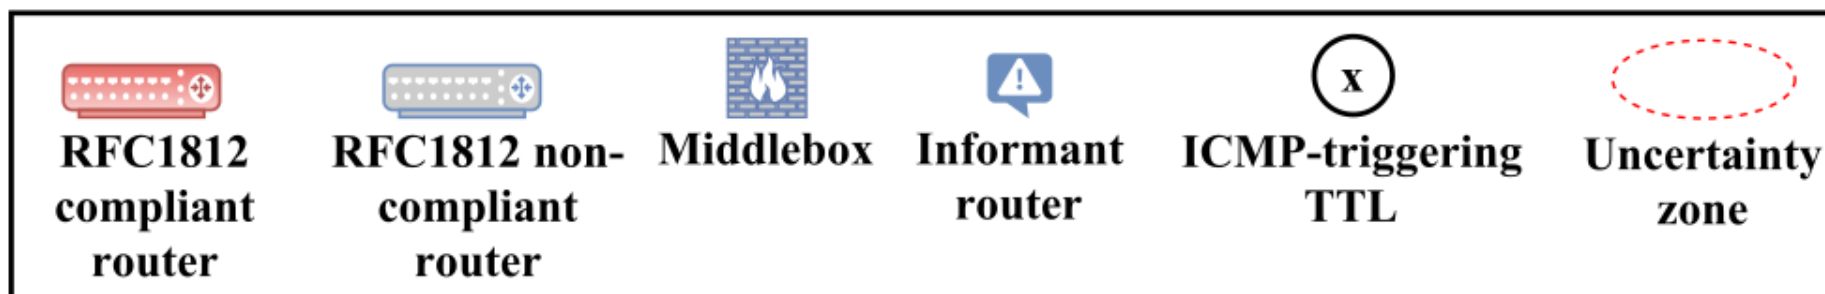 x
RFC1812
compliant
router
RFC1812 non-
compliant
router
Middlebox
Informant
router
ICMP-triggering
TTL
Uncertainty
zone